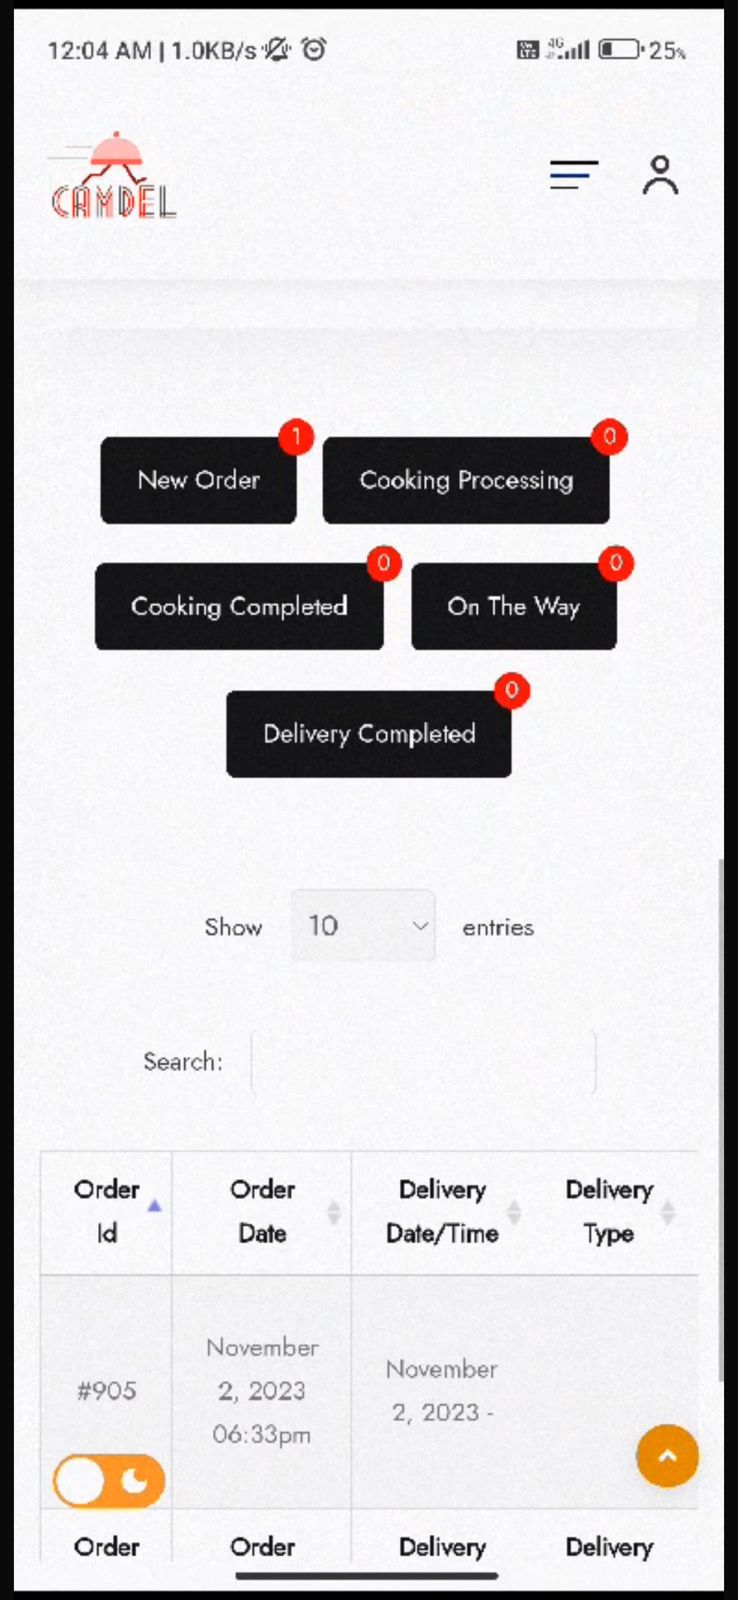 12:04 AM | 1.0KB/s 4G 25%
CAMDEL
1 0
New Order Cooking Processing
0 0
Cooking Completed On The Way
0
Delivery Completed
Show 10 entries
Search:
Order Id Order Date Delivery Date/Time Delivery Type
#905 November 2, 2023 06:33pm November 2, 2023 -
Order Order Delivery Delivery